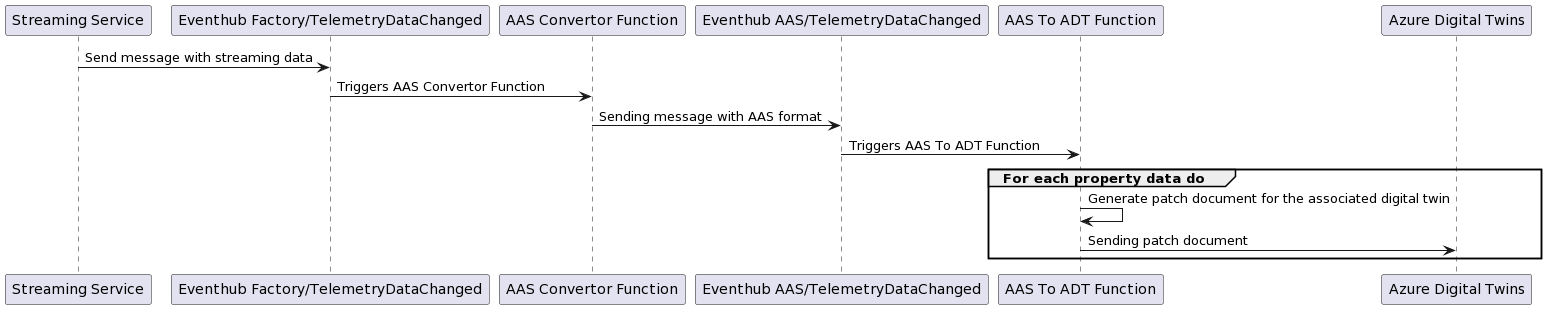 Streaming Service
Eventhub Factory/TelemetryDataChanged
AAS Convertor Function
Eventhub AAS/TelemetryDataChanged
AAS To ADT Function
Azure Digital Twins
Send message with streaming data
Triggers AAS Convertor Function
Sending message with AAS format
Triggers AAS To ADT Function
For each property data do
Generate patch document for the associated digital twin
Sending patch document
Streaming Service
Eventhub Factory/TelemetryDataChanged
AAS Convertor Function
Eventhub AAS/TelemetryDataChanged
AAS To ADT Function
Azure Digital Twins